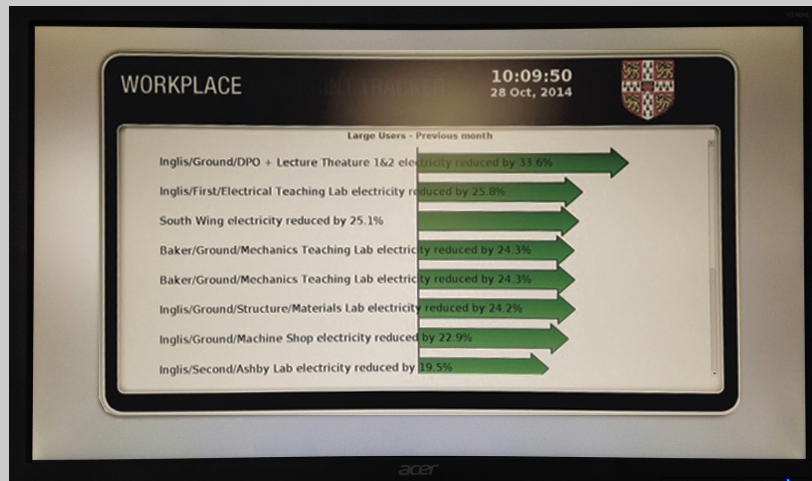 WORKPLACE
10:09:50
28 Oct, 2014
Large Users - Previous month
Inglis/Ground/DPO + Lecture Theature 1&2 electricity reduced by 33.6%
Inglis/First/Electrical Teaching Lab electricity reduced by 25.8%
South Wing electricity reduced by 25.1%
Baker/Ground/Mechanics Teaching Lab electricity reduced by 24.3%
Baker/Ground/Mechanics Teaching Lab electricity reduced by 24.3%
Inglis/Ground/Structure/Materials Lab electricity reduced by 24.2%
Inglis/Ground/Machine Shop electricity reduced by 22.9%
Inglis/Second/Ashby Lab electricity reduced by 19.5%
acer